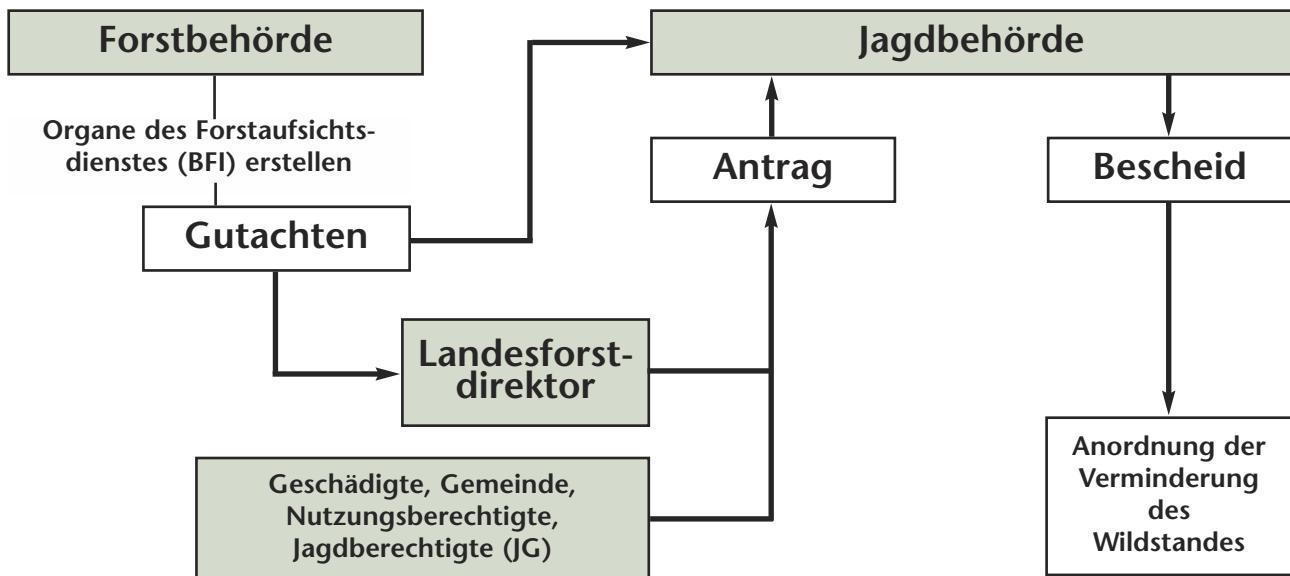 Forstbehörde
Jagdbehörde
Organe des Forstaufsichts-
dienstes (BFI) erstellen
Antrag
Bescheid
Gutachten
Landesforst-
direktor
Geschädigte, Gemeinde,
Nutzungsberechtigte,
Jagdberechtigte (JG)
Anordnung der
Verminderung
des
Wildstandes